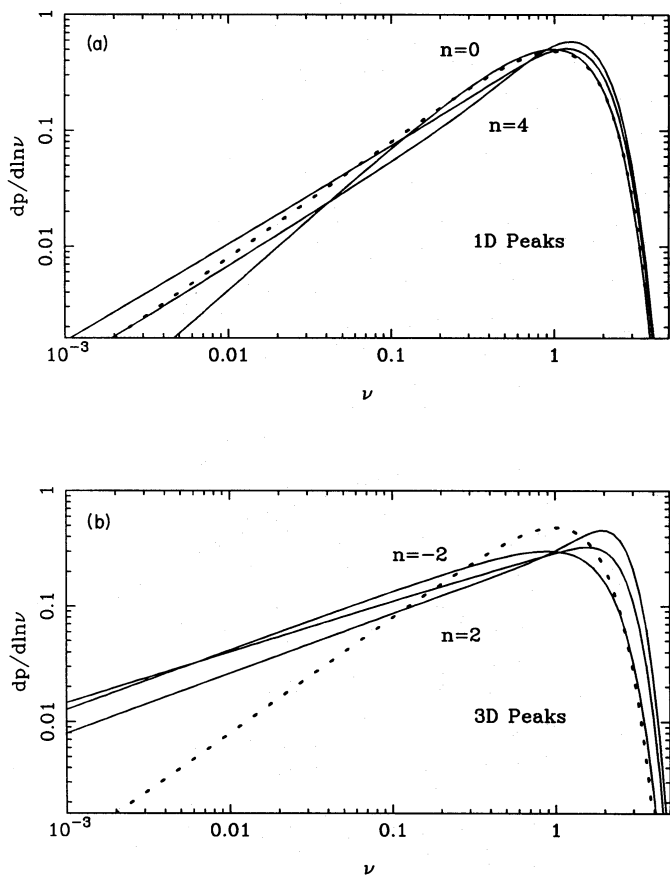 (a)
1
n=0
0.1
n=4
dp/dlnν
0.01
1D Peaks
10⁻³
0.01
0.1
1
ν
1
(b)
n=-2
0.1
n=2
dp/dlnν
0.01
3D Peaks
10⁻³
0.01
0.1
1
ν